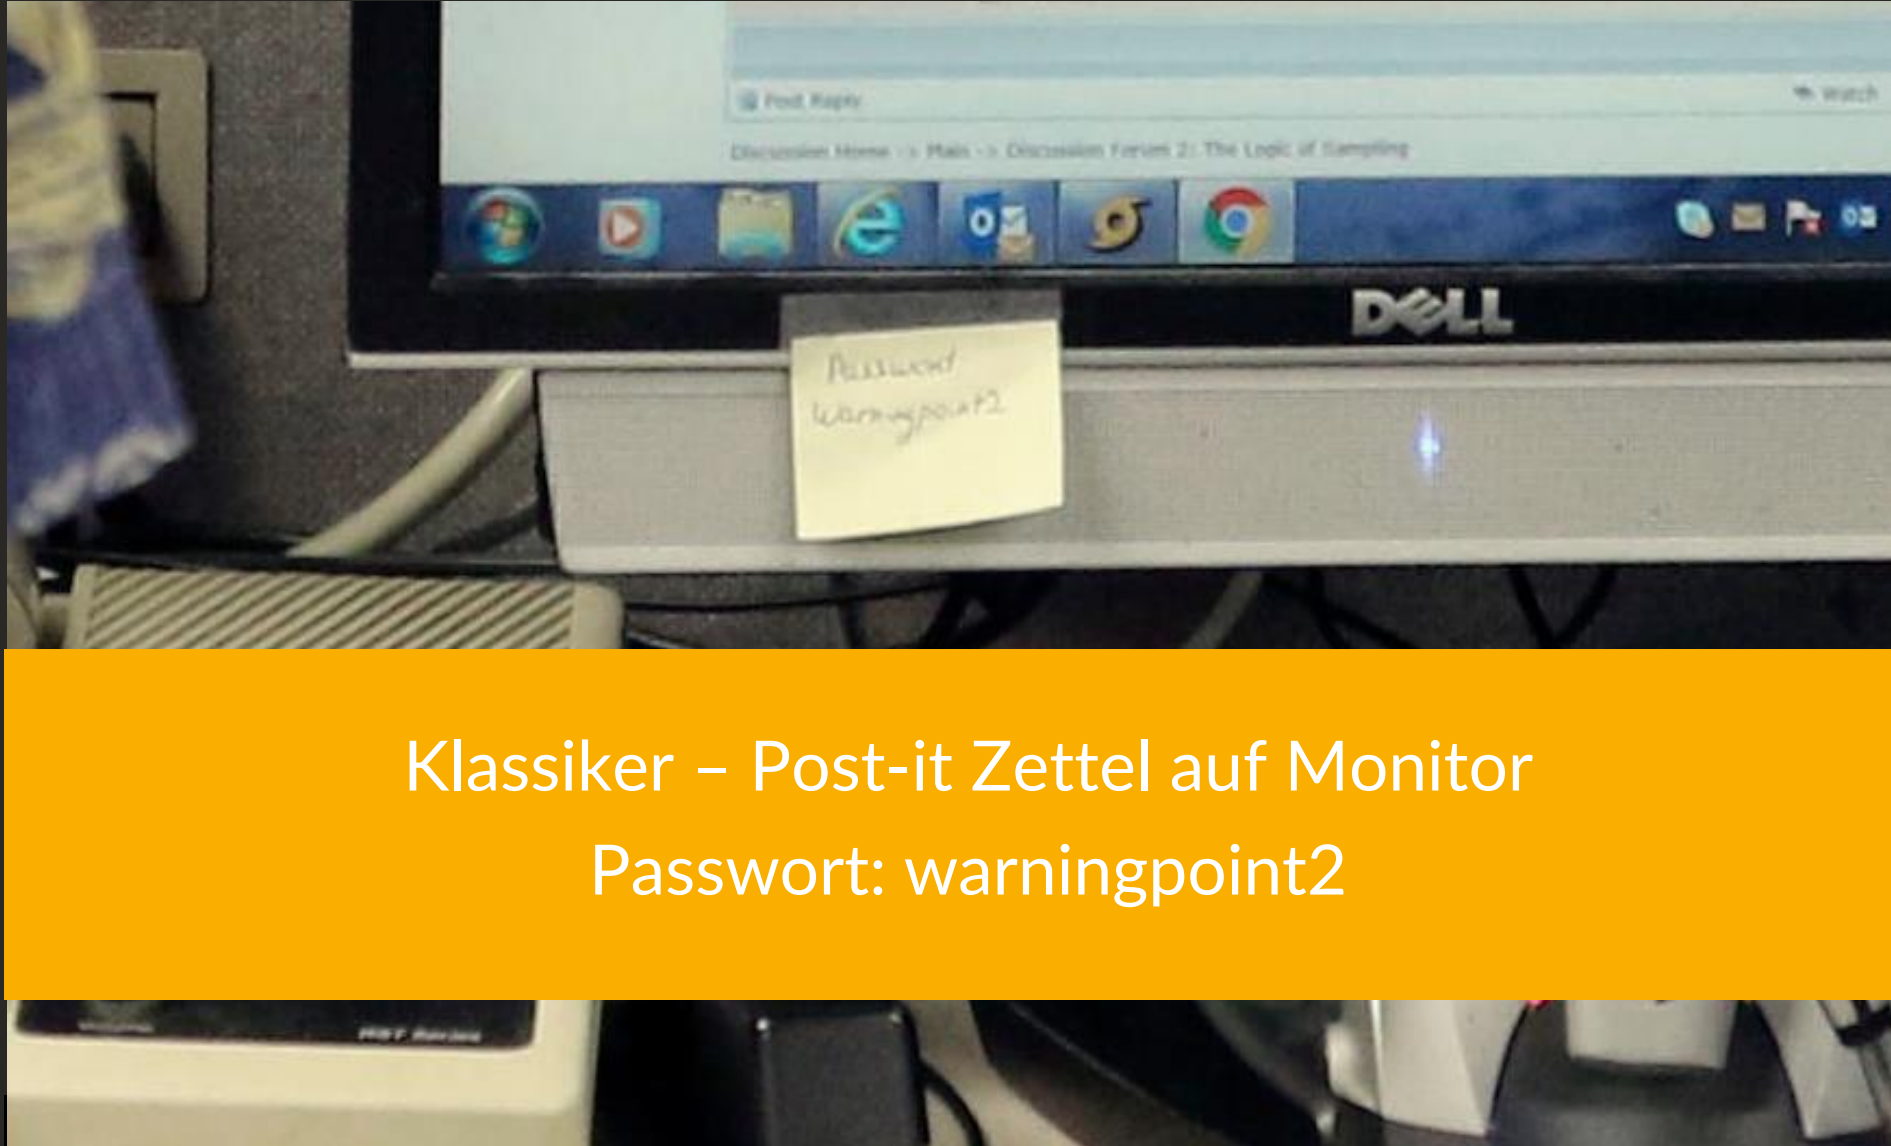 Post Reply
Watch
Discussion Home -> Main -> Discussion Forum 2: The Logic of Sampling
DELL
Password
Warningpoint2
Klassiker – Post-it Zettel auf Monitor
Passwort: warningpoint2